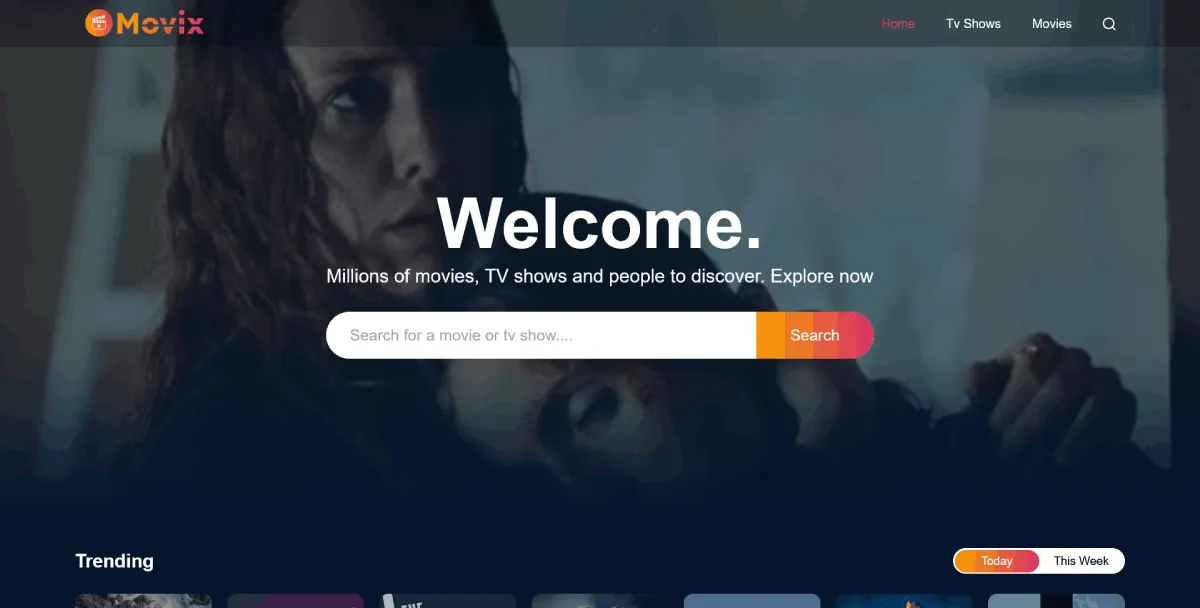 Movix
Home Tv Shows Movies
Welcome.
Millions of movies, TV shows and people to discover. Explore now
Search for a movie or tv show....
Search
Trending
Today This Week
THE